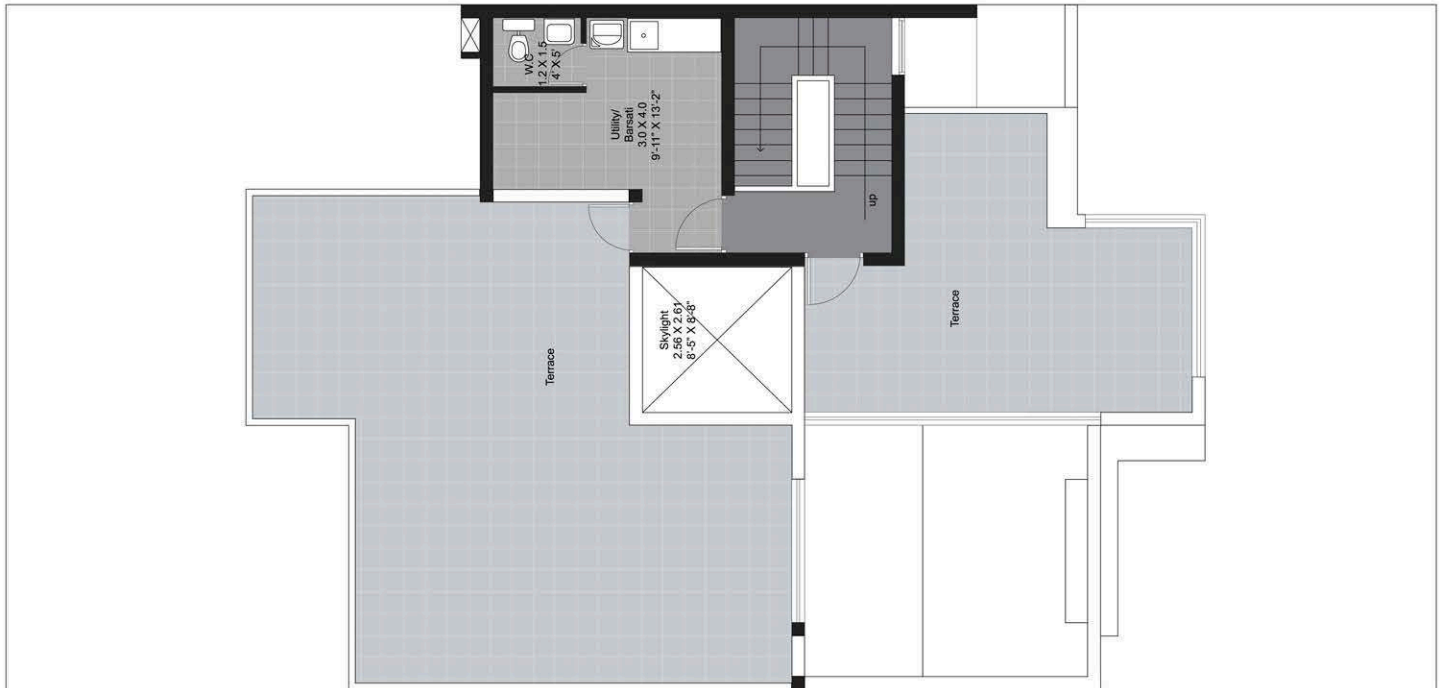 W.C
1.2 X 1.5
4' X 5'
Utility/
Barsati
3.0 X 4.0
9'-11" X 13'-2"
up
Skylight
2.56 X 2.61
8'-5" X 8'-8"
Terrace
Terrace